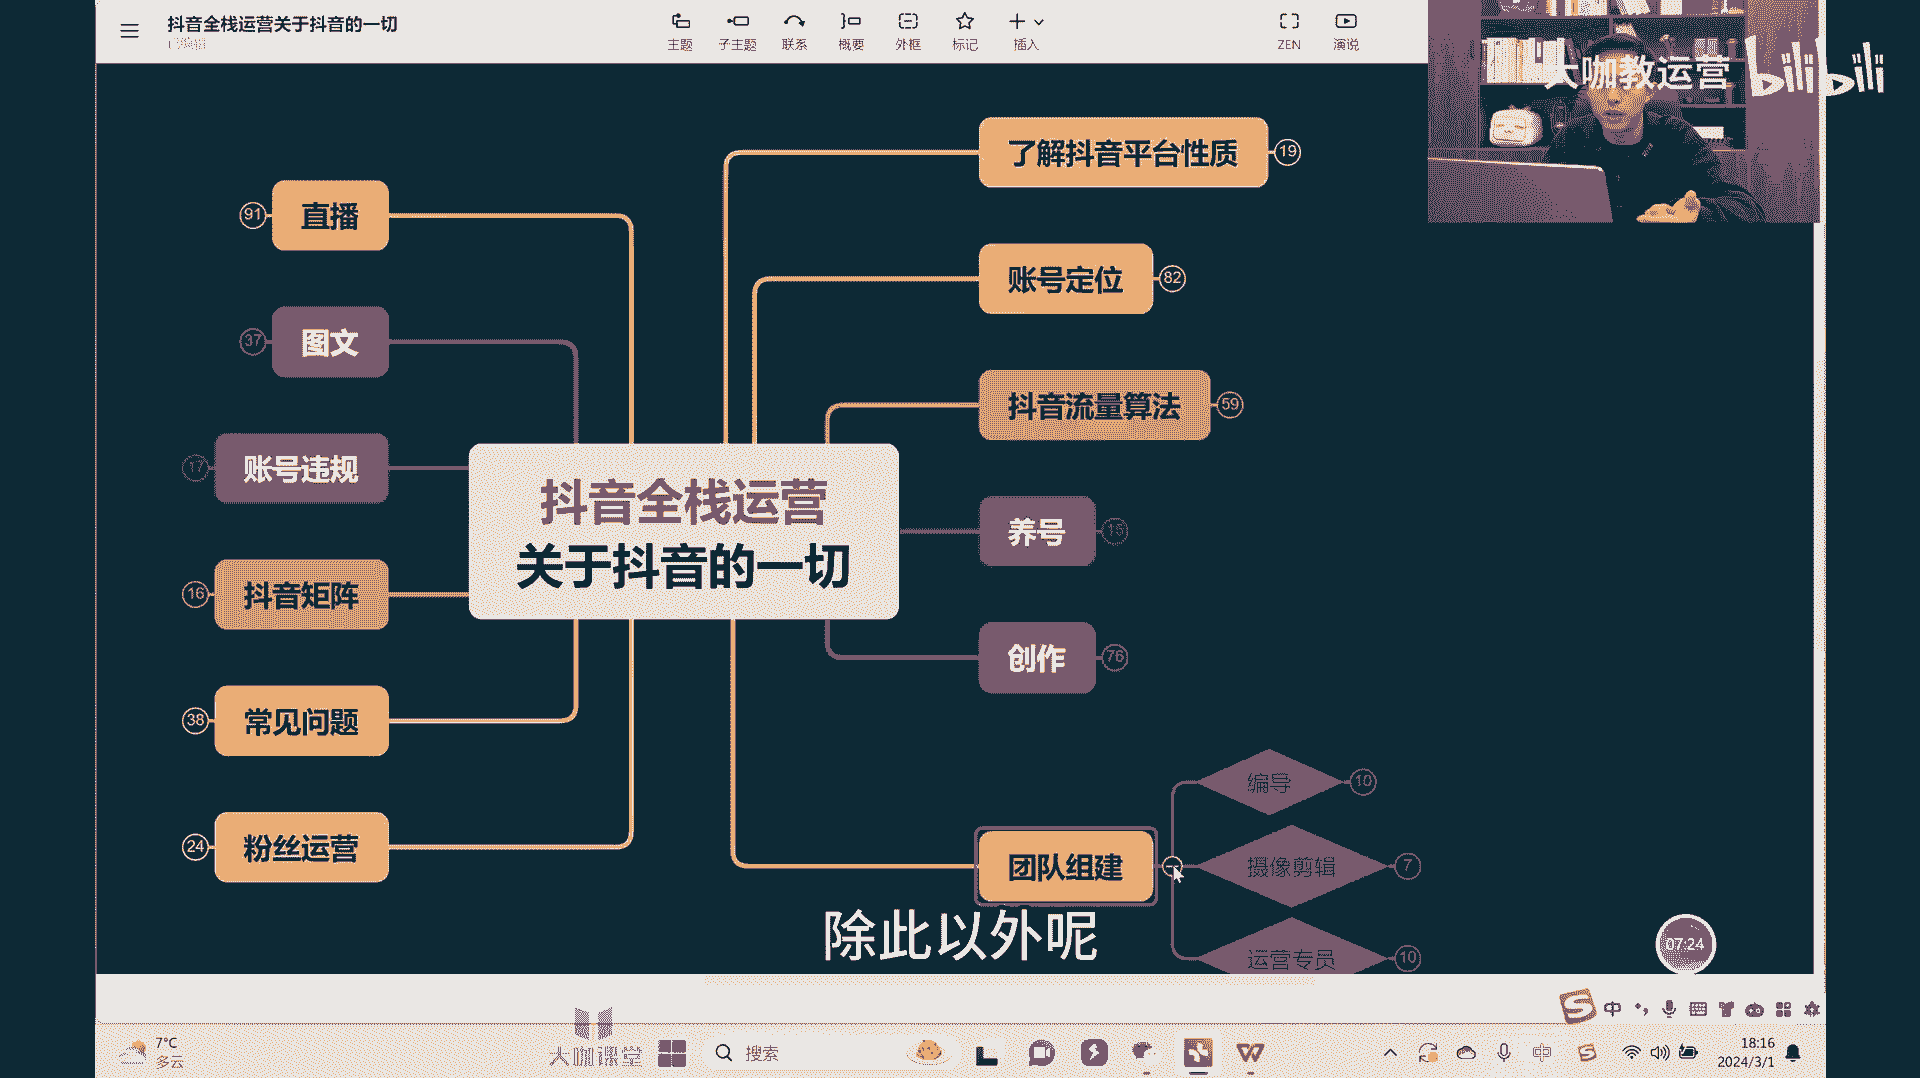 抖音全栈运营关于抖音的一切
主题
子主题
联系
概要
外框
标记
插入
ZEN
演说
大咖教运营
bilibili
了解抖音平台性质
19
账号定位
82
抖音流量算法
59
养号
15
创作
76
团队组建
编导
10
摄像剪辑
7
运营专员
10
直播
91
图文
37
账号违规
17
抖音矩阵
16
常见问题
38
粉丝运营
24
抖音全栈运营
关于抖音的一切
除此以外呢
07:24
中
7°C
多云
大咖课堂
搜索
中
18:16
2024/3/1